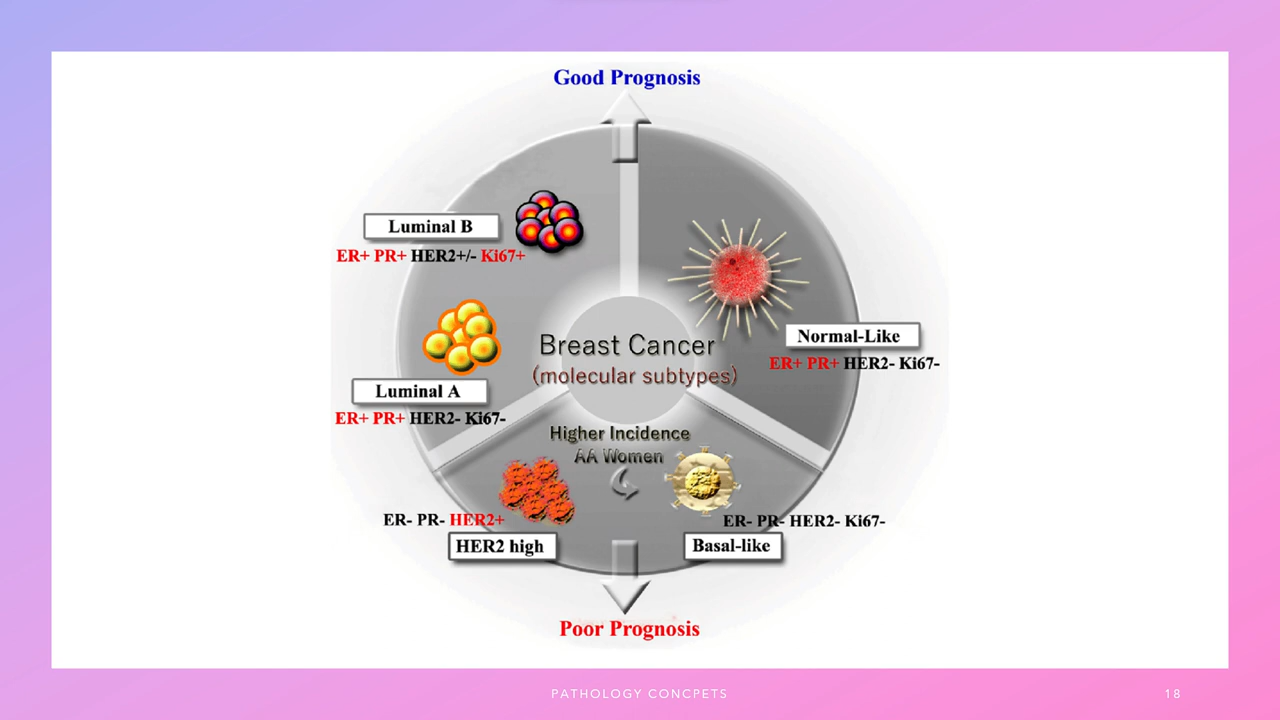 Good Prognosis
Luminal B
ER+ PR+ HER2+/- Ki67+
Luminal A
ER+ PR+ HER2- Ki67-
Breast Cancer
(molecular subtypes)
Normal-Like
ER+ PR+ HER2- Ki67-
Higher Incidence
AA Women
ER- PR- HER2+
HER2 high
ER- PR- HER2- Ki67-
Basal-like
Poor Prognosis
PATHOLOGY CONCPETS
18